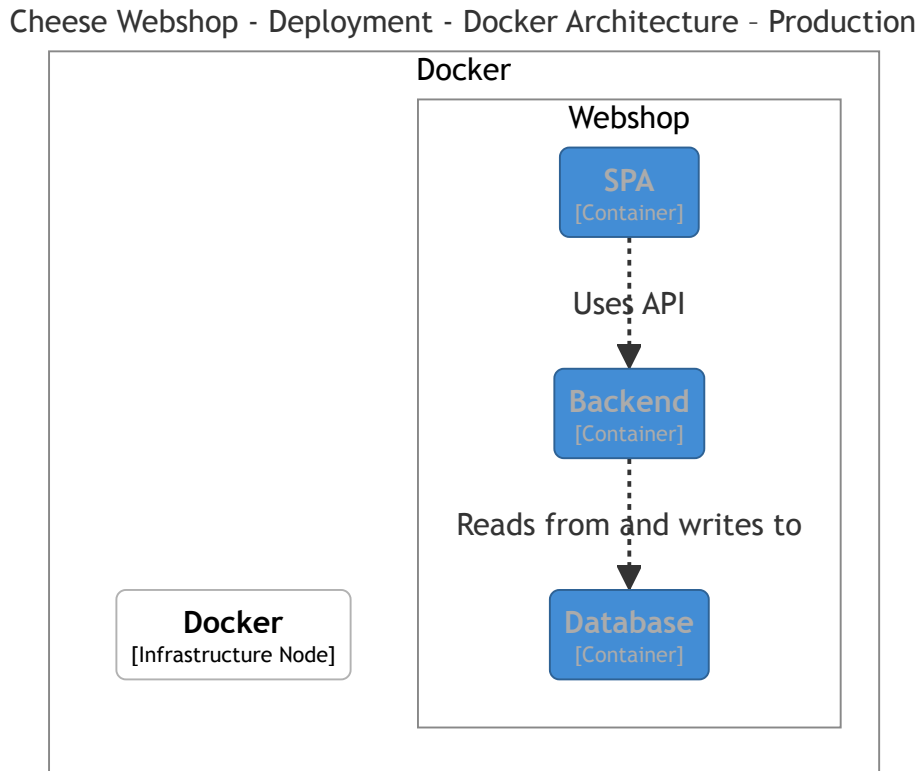 Cheese Webshop - Deployment - Docker Architecture – Production
Docker
Webshop
SPA
[Container]
Uses API
Backend
[Container]
Reads from and writes to
Docker
[Infrastructure Node]
Database
[Container]